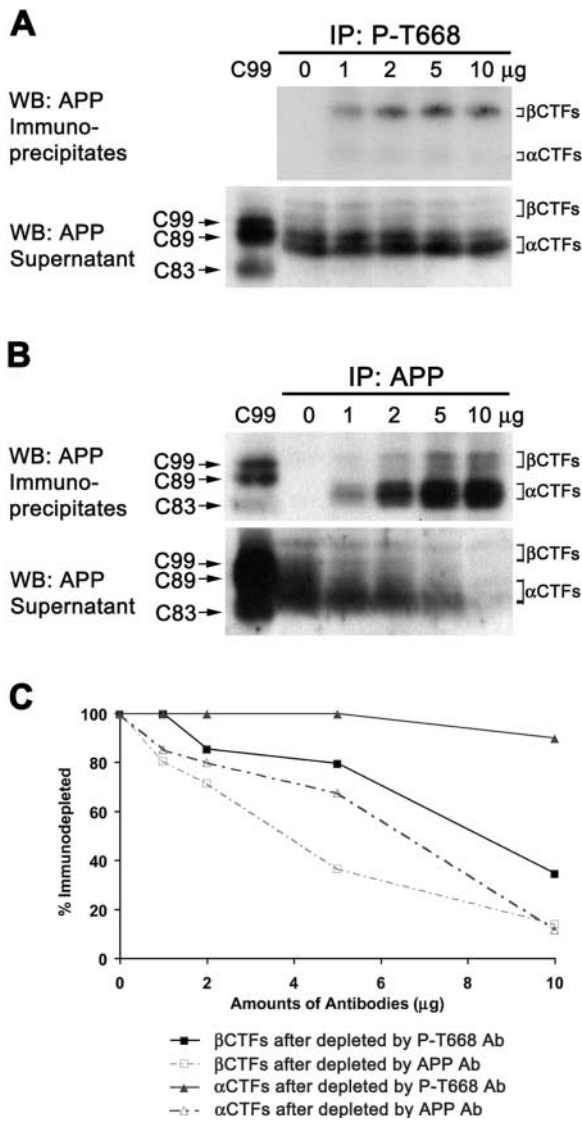 A
IP: P-T668
C99 0 1 2 5 10 μg
WB: APP
Immuno-
precipitates
βCTFs
αCTFs
WB: APP
Supernatant
C99
C89
C83
βCTFs
αCTFs
B
IP: APP
C99 0 1 2 5 10 μg
WB: APP
Immuno-
precipitates
C99
C89
C83
βCTFs
αCTFs
WB: APP
Supernatant
C99
C89
C83
βCTFs
αCTFs
C
% Immunodepleted
100
80
60
40
20
0
0 2 4 6 8 10
Amounts of Antibodies (μg)
βCTFs after depleted by P-T668 Ab
βCTFs after depleted by APP Ab
αCTFs after depleted by P-T668 Ab
αCTFs after depleted by APP Ab